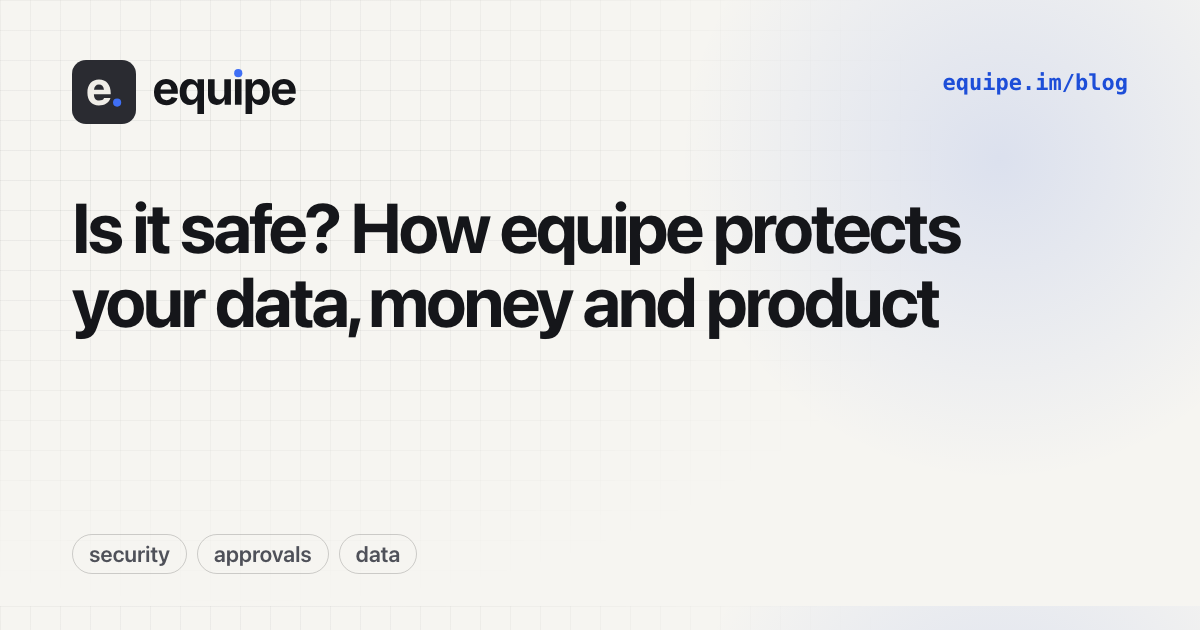 e.
equipe
equipe.im/blog
Is it safe? How equipe protects
your data, money and product
security
approvals
data